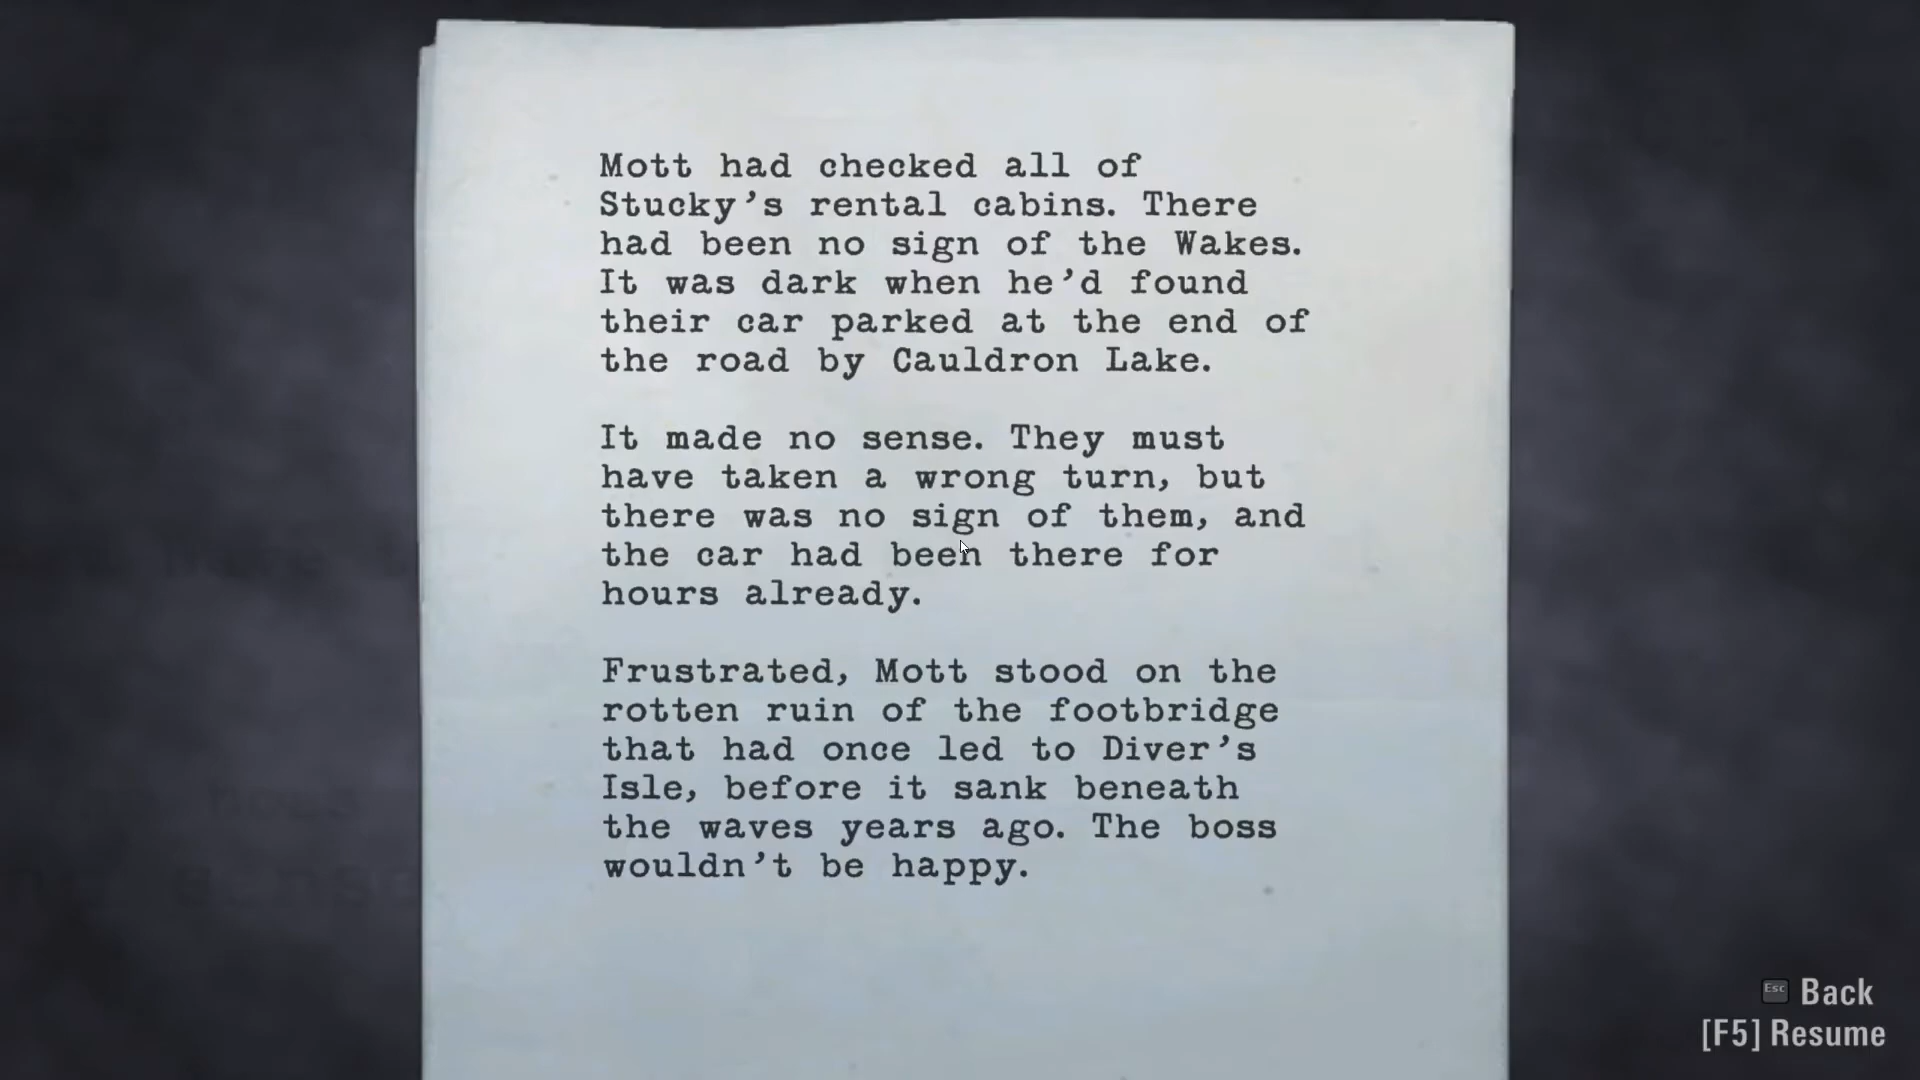 Mott had checked all of
Stucky’s rental cabins. There
had been no sign of the Wakes.
It was dark when he’d found
their car parked at the end of
the road by Cauldron Lake.
It made no sense. They must
have taken a wrong turn, but
there was no sign of them, and
the car had been there for
hours already.
Frustrated, Mott stood on the
rotten ruin of the footbridge
that had once led to Diver’s
Isle, before it sank beneath
the waves years ago. The boss
wouldn’t be happy.
Esc Back
[F5] Resume